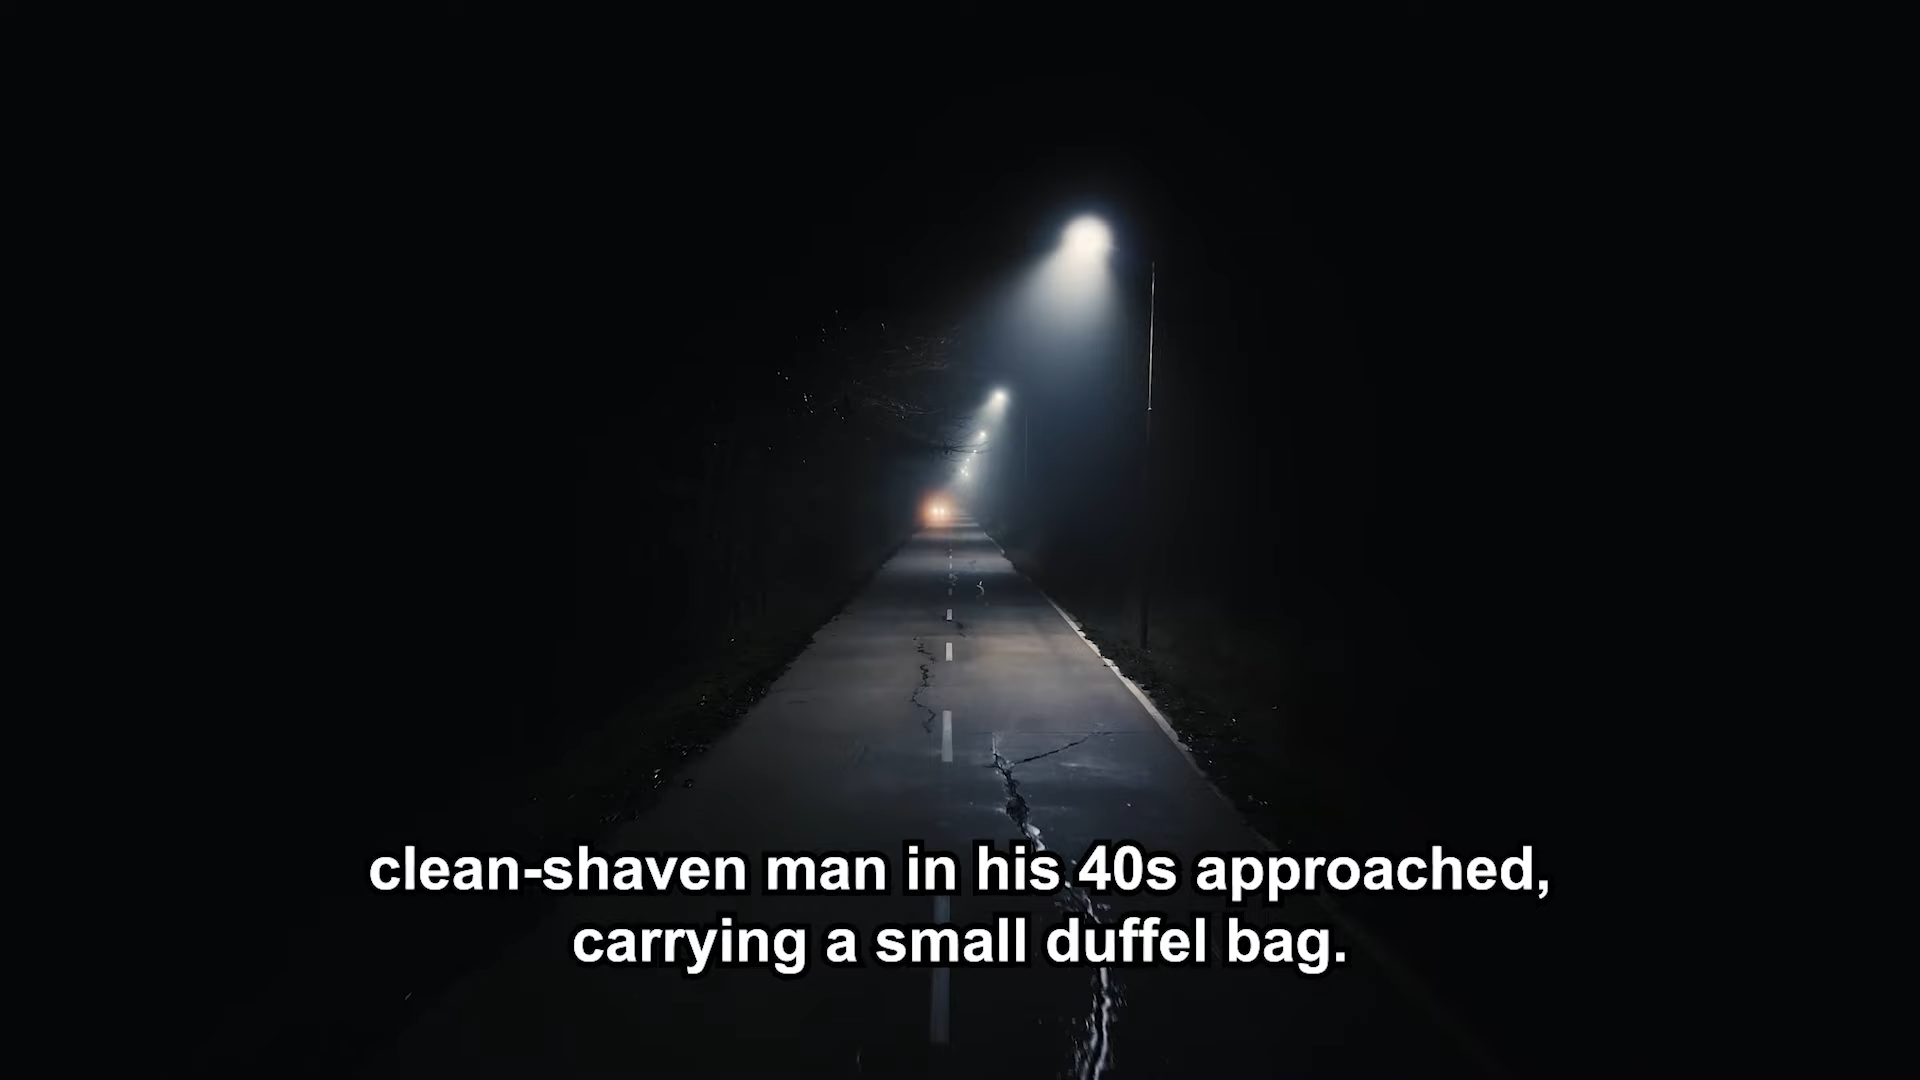 clean-shaven man in his 40s approached,
carrying a small duffel bag.